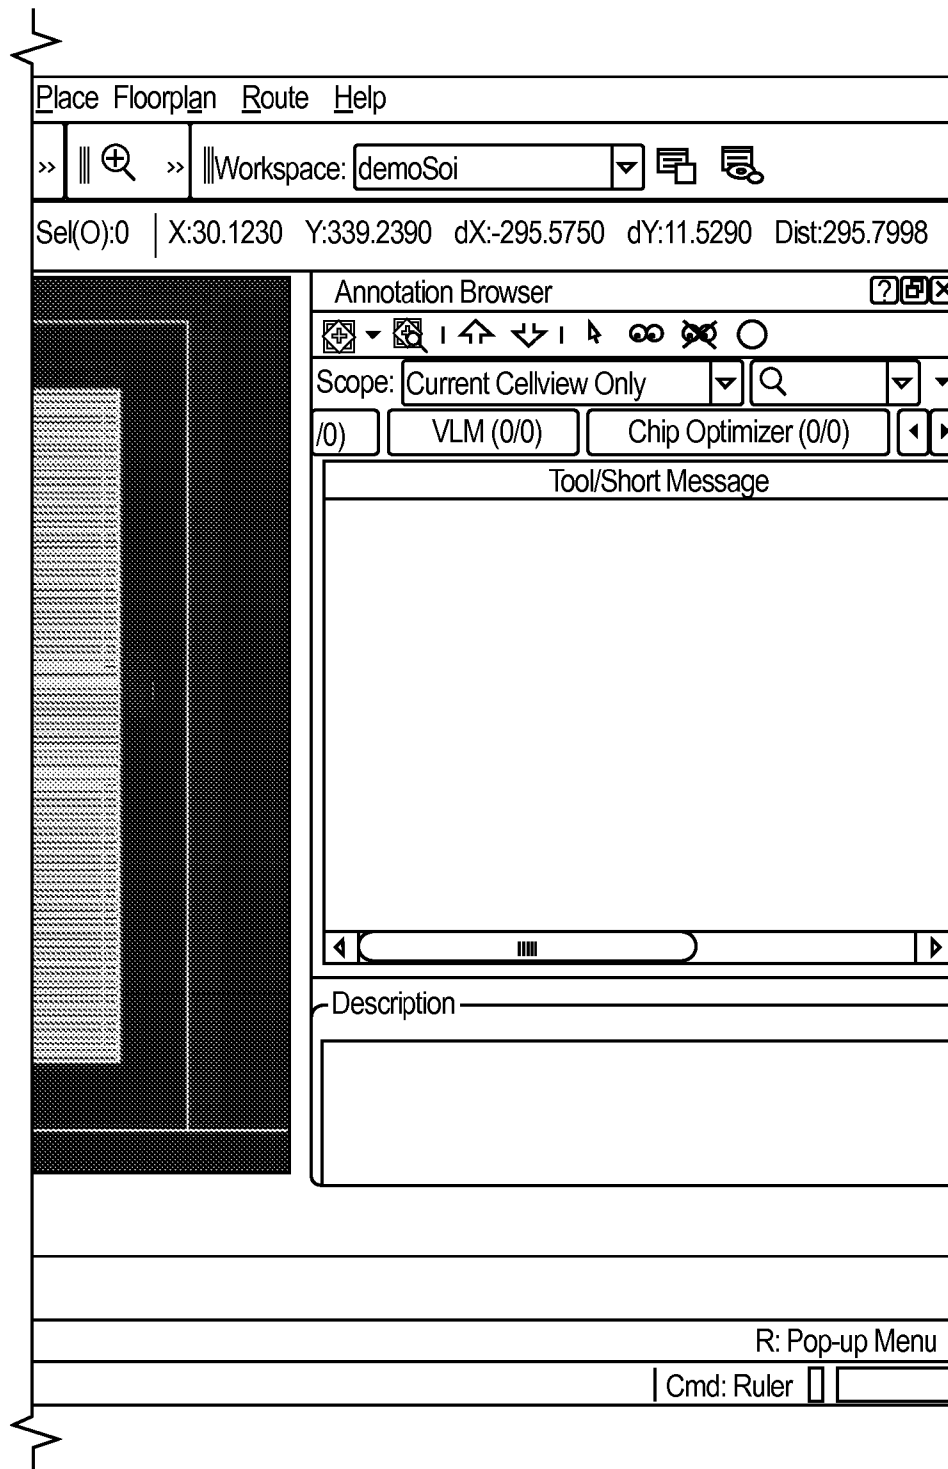 Place Floorplan Route Help
>> >> Workspace: demoSoi
Sel(O):0 X:30.1230 Y:339.2390 dX:-295.5750 dY:11.5290 Dist:295.7998
Annotation Browser ?
Scope: Current Cellview Only
/0) VLM (0/0) Chip Optimizer (0/0)
Tool/Short Message
Description
R: Pop-up Menu
Cmd: Ruler